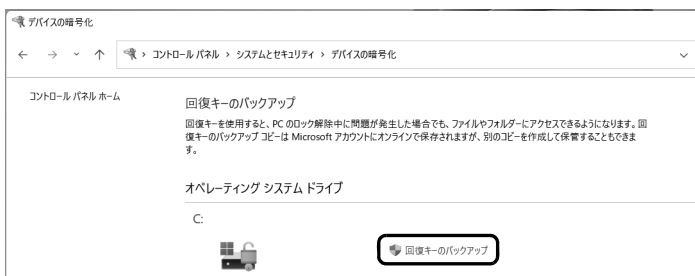 デバイスの暗号化
コントロール パネル › システムとセキュリティ › デバイスの暗号化
コントロール パネル ホーム
回復キーのバックアップ
回復キーを使用すると、PC のロック解除中に問題が発生した場合でも、ファイルやフォルダーにアクセスできるようになります。回
復キーのバックアップ コピーは Microsoft アカウントにオンラインで保存されますが、別のコピーを作成して保管することもできま
す。
オペレーティング システム ドライブ
C:
回復キーのバックアップ